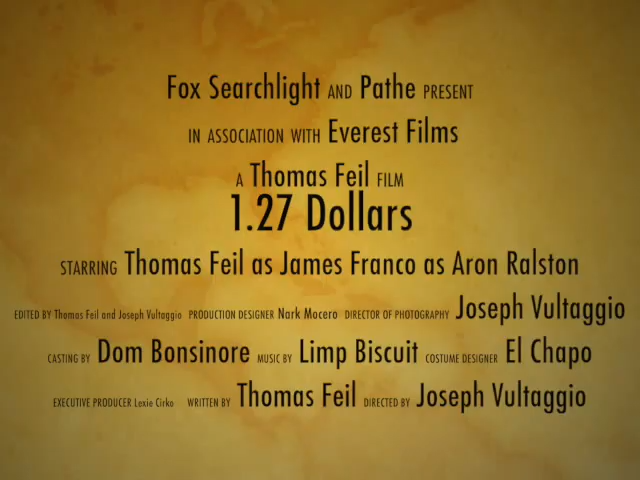 Fox Searchlight AND Pathe PRESENT
IN ASSOCIATION WITH Everest Films
A Thomas Feil FILM
1.27 Dollars
STARRING Thomas Feil as James Franco as Aron Ralston
EDITED BY Thomas Feil and Joseph Vultaggio PRODUCTION DESIGNER Nark Mocero DIRECTOR OF PHOTOGRAPHY Joseph Vultaggio
CASTING BY Dom Bonsinore MUSIC BY Limp Biscuit COSTUME DESIGNER El Chapo
EXECUTIVE PRODUCER Lexie Cirko WRITTEN BY Thomas Feil DIRECTED BY Joseph Vultaggio